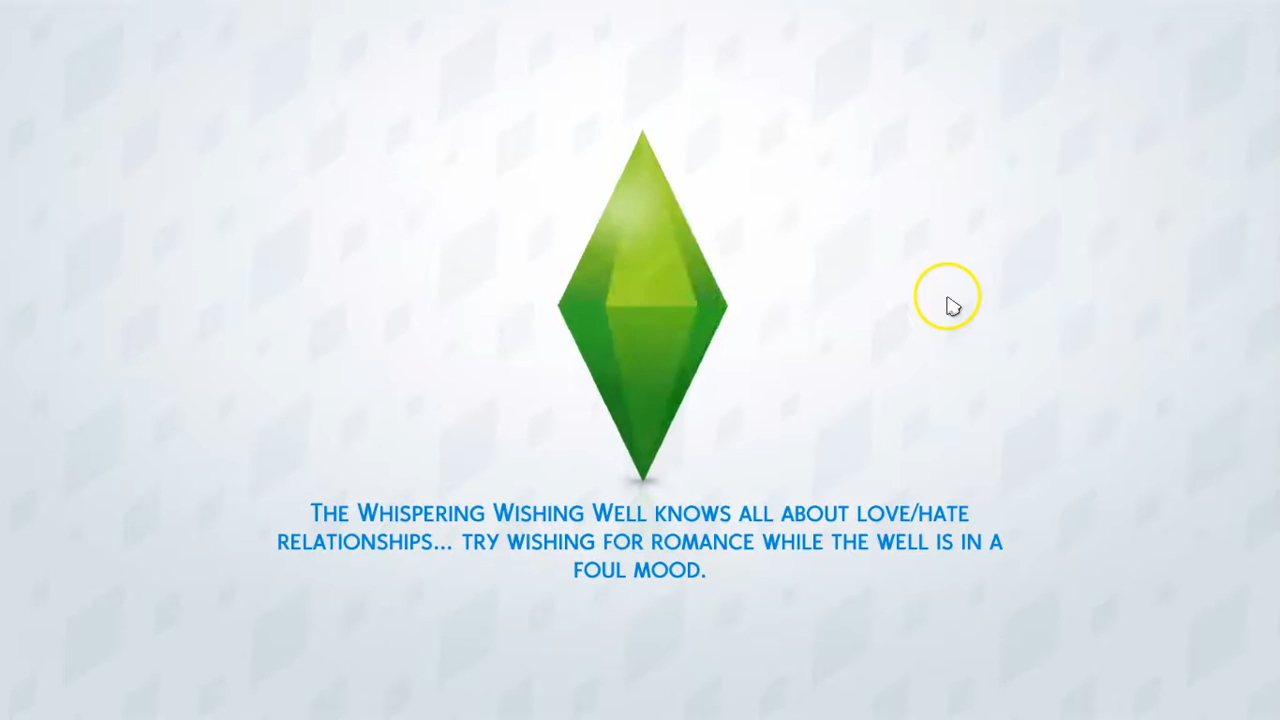 The Whispering Wishing Well knows all about love/hate
relationships... try wishing for romance while the well is in a
foul mood.